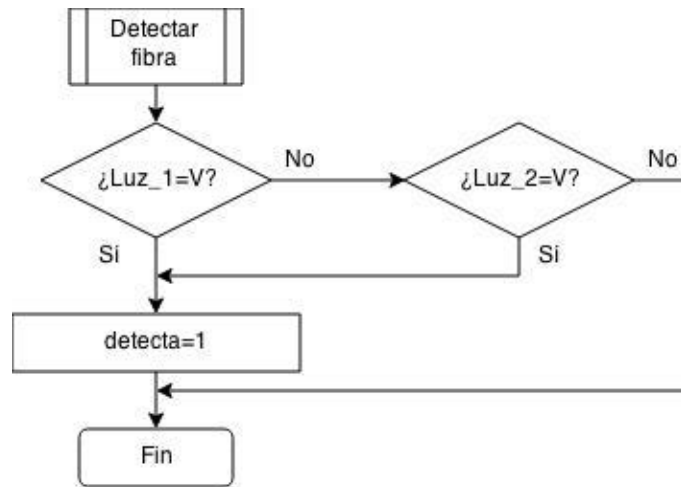 Detectar
fibra
¿Luz_1=V?
No
¿Luz_2=V?
No
Si
Si
detecta=1
Fin